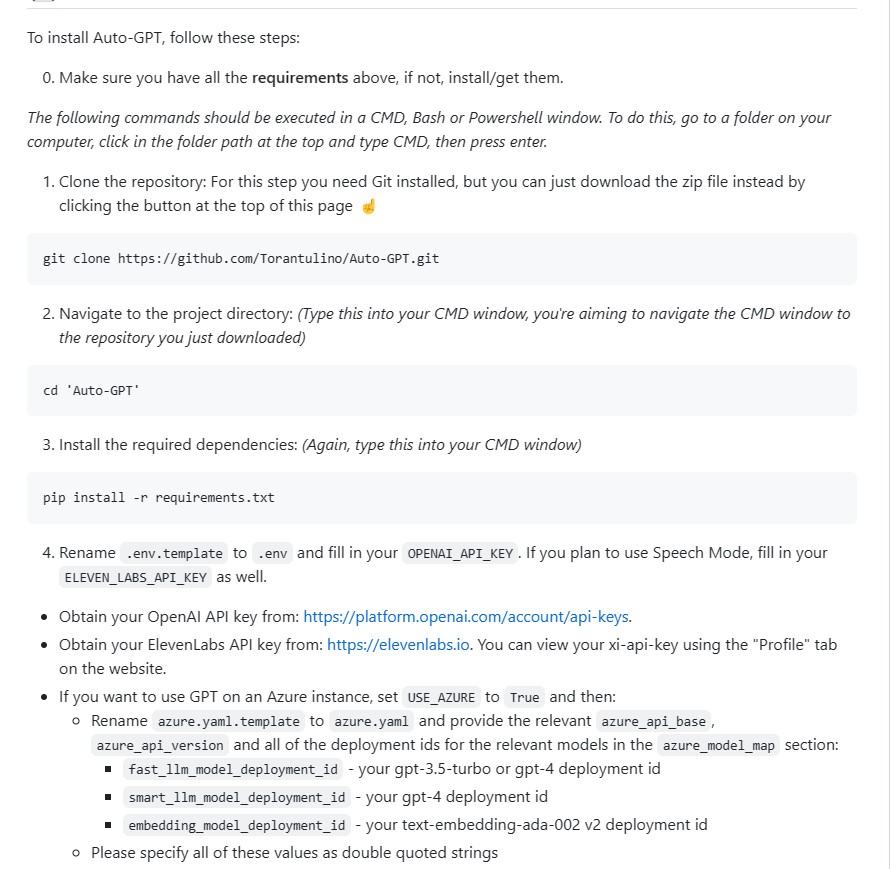 To install Auto-GPT, follow these steps:
0. Make sure you have all the requirements above, if not, install/get them.
The following commands should be executed in a CMD, Bash or Powershell window. To do this, go to a folder on your
computer, click in the folder path at the top and type CMD, then press enter.
1. Clone the repository: For this step you need Git installed, but you can just download the zip file instead by
clicking the button at the top of this page ☝️
git clone https://github.com/Torantulino/Auto-GPT.git
2. Navigate to the project directory: (Type this into your CMD window, you're aiming to navigate the CMD window to
the repository you just downloaded)
cd 'Auto-GPT'
3. Install the required dependencies: (Again, type this into your CMD window)
pip install -r requirements.txt
4. Rename .env.template to .env and fill in your OPENAI_API_KEY . If you plan to use Speech Mode, fill in your
ELEVEN_LABS_API_KEY as well.
• Obtain your OpenAI API key from: https://platform.openai.com/account/api-keys.
• Obtain your ElevenLabs API key from: https://elevenlabs.io. You can view your xi-api-key using the "Profile" tab
on the website.
• If you want to use GPT on an Azure instance, set USE_AZURE to True and then:
○ Rename azure.yaml.template to azure.yaml and provide the relevant azure_api_base ,
azure_api_version and all of the deployment ids for the relevant models in the azure_model_map section:
■ fast_llm_model_deployment_id - your gpt-3.5-turbo or gpt-4 deployment id
■ smart_llm_model_deployment_id - your gpt-4 deployment id
■ embedding_model_deployment_id - your text-embedding-ada-002 v2 deployment id
○ Please specify all of these values as double quoted strings